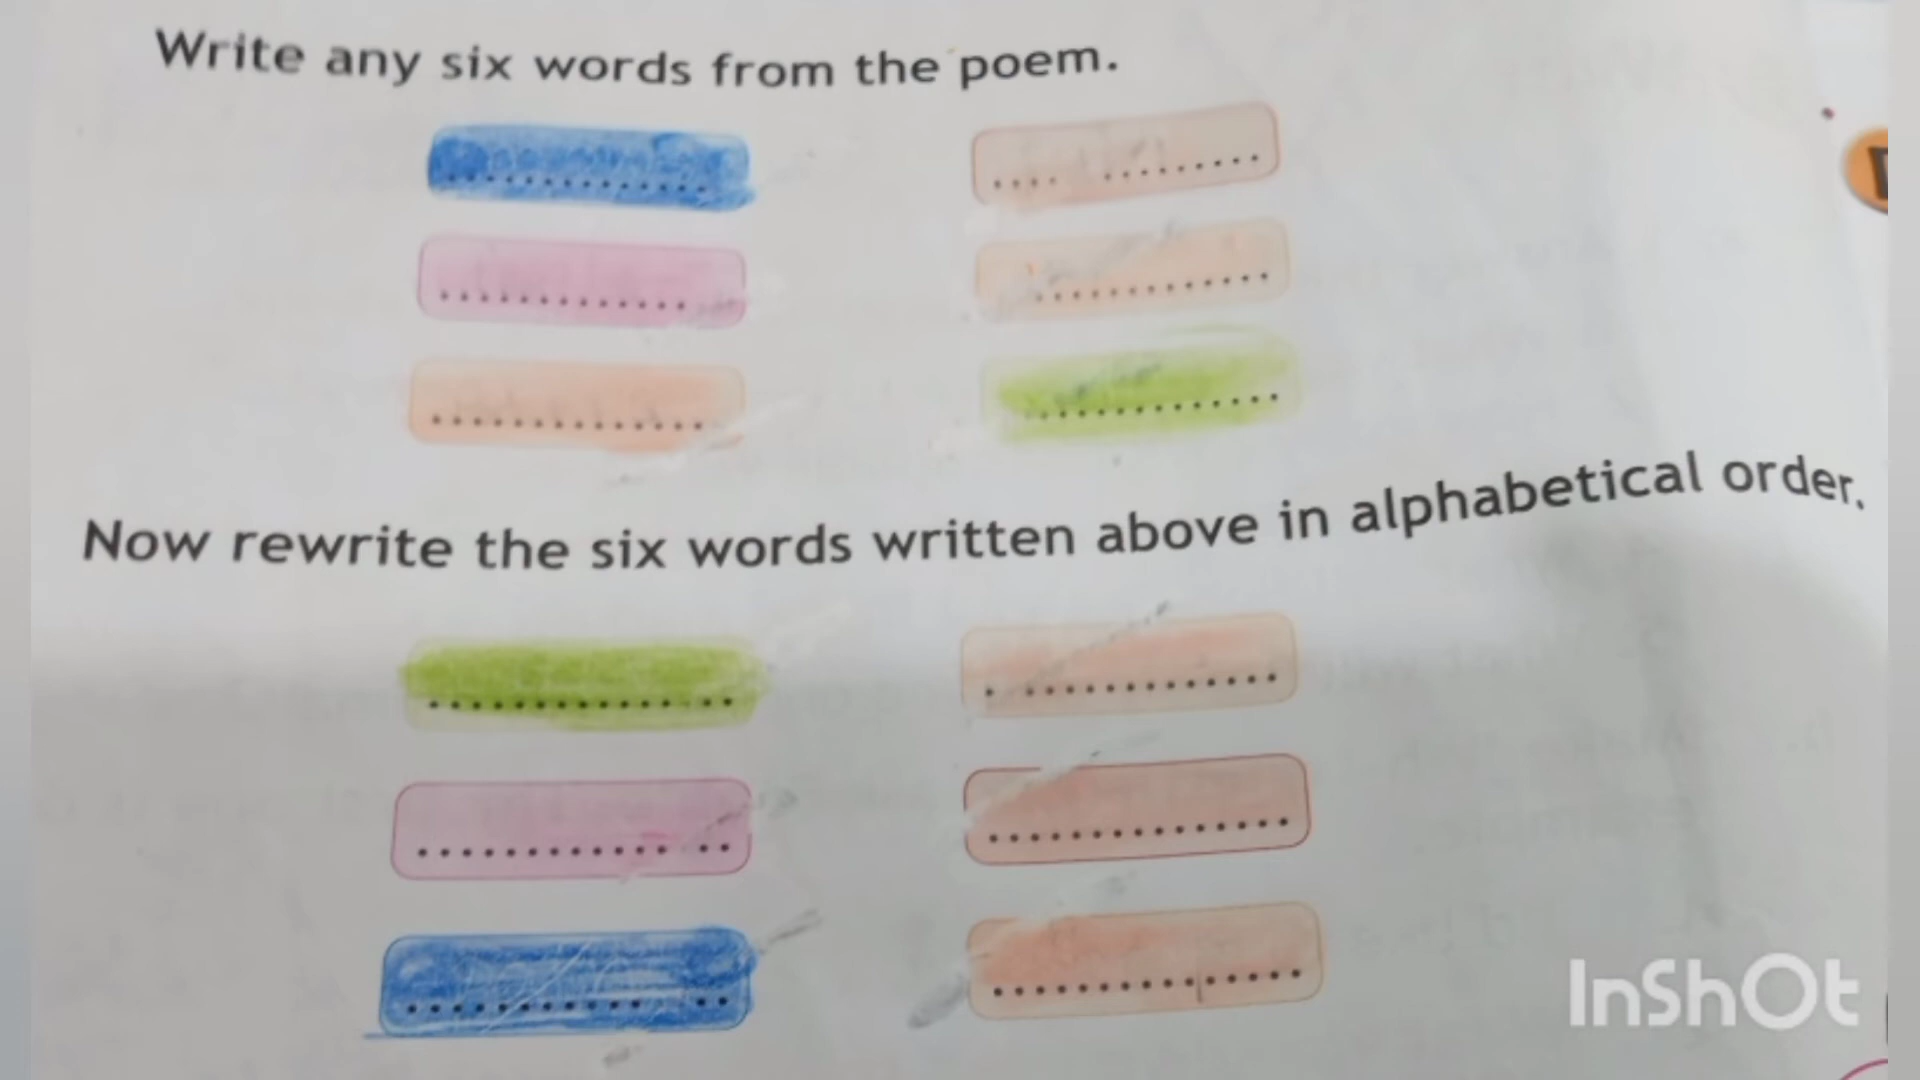 Write any six words from the poem.
Now rewrite the six words written above in alphabetical order.
InShOt